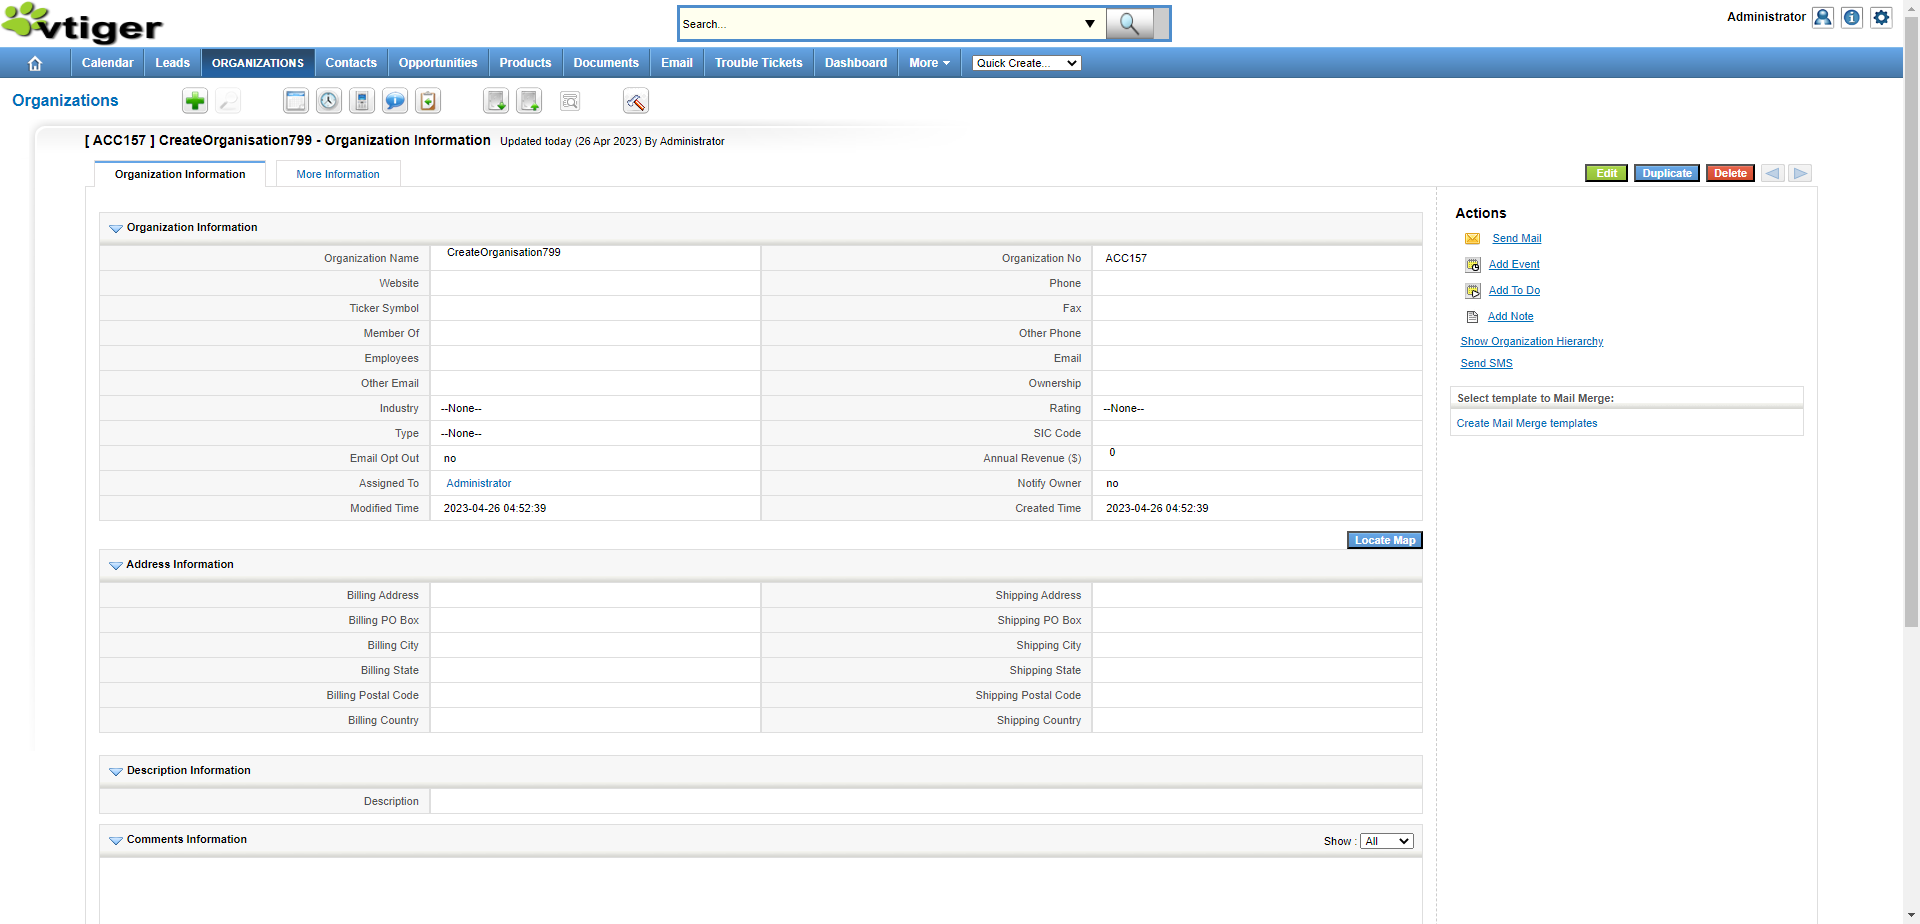 vtiger
Search...
Administrator
Calendar Leads ORGANIZATIONS Contacts Opportunities Products Documents Email Trouble Tickets Dashboard More Quick Create...
Organizations
[ ACC157 ] CreateOrganisation799 - Organization Information Updated today (26 Apr 2023) By Administrator
Organization Information More Information
Edit Duplicate Delete
Organization Information
Organization Name CreateOrganisation799 Organization No ACC157
Website Phone
Ticker Symbol Fax
Member Of Other Phone
Employees Email
Other Email Ownership
Industry --None-- Rating --None--
Type --None-- SIC Code
Email Opt Out no Annual Revenue ($) 0
Assigned To Administrator Notify Owner no
Modified Time 2023-04-26 04:52:39 Created Time 2023-04-26 04:52:39
Locate Map
Address Information
Billing Address Shipping Address
Billing PO Box Shipping PO Box
Billing City Shipping City
Billing State Shipping State
Billing Postal Code Shipping Postal Code
Billing Country Shipping Country
Description Information
Description
Comments Information
Show : All
Actions
Send Mail
Add Event
Add To Do
Add Note
Show Organization Hierarchy
Send SMS
Select template to Mail Merge:
Create Mail Merge templates